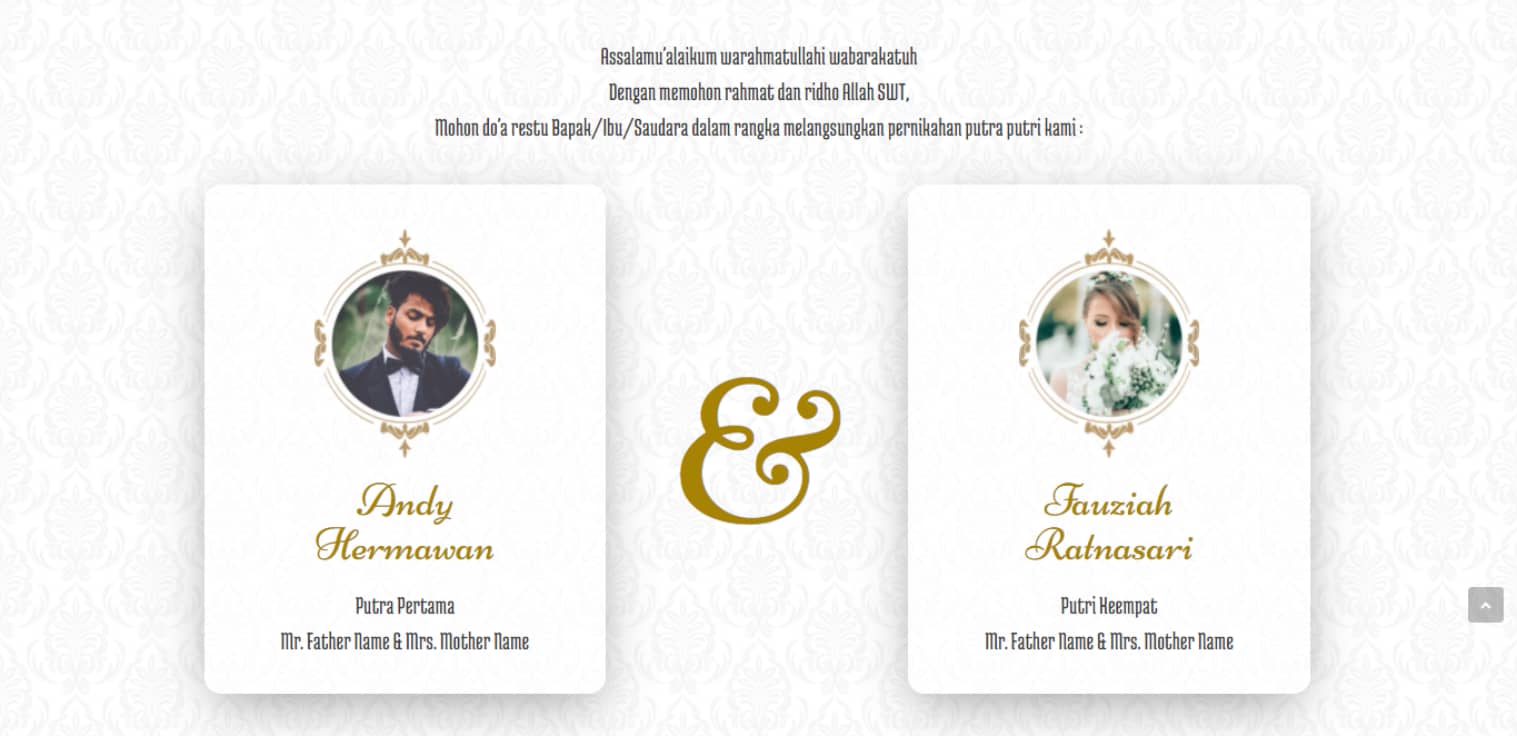 Assalamu'alaikum warahmatullahi wabarakatuh
Dengan memohon rahmat dan ridho Allah SWT,
Mohon do'a restu Bapak/Ibu/Saudara dalam rangka melangsungkan pernikahan putra putri kami :
Andy
Hermawan
Putra Pertama
Mr. Father Name & Mrs. Mother Name
&
Fauziah
Ratnasari
Putri Keempat
Mr. Father Name & Mrs. Mother Name